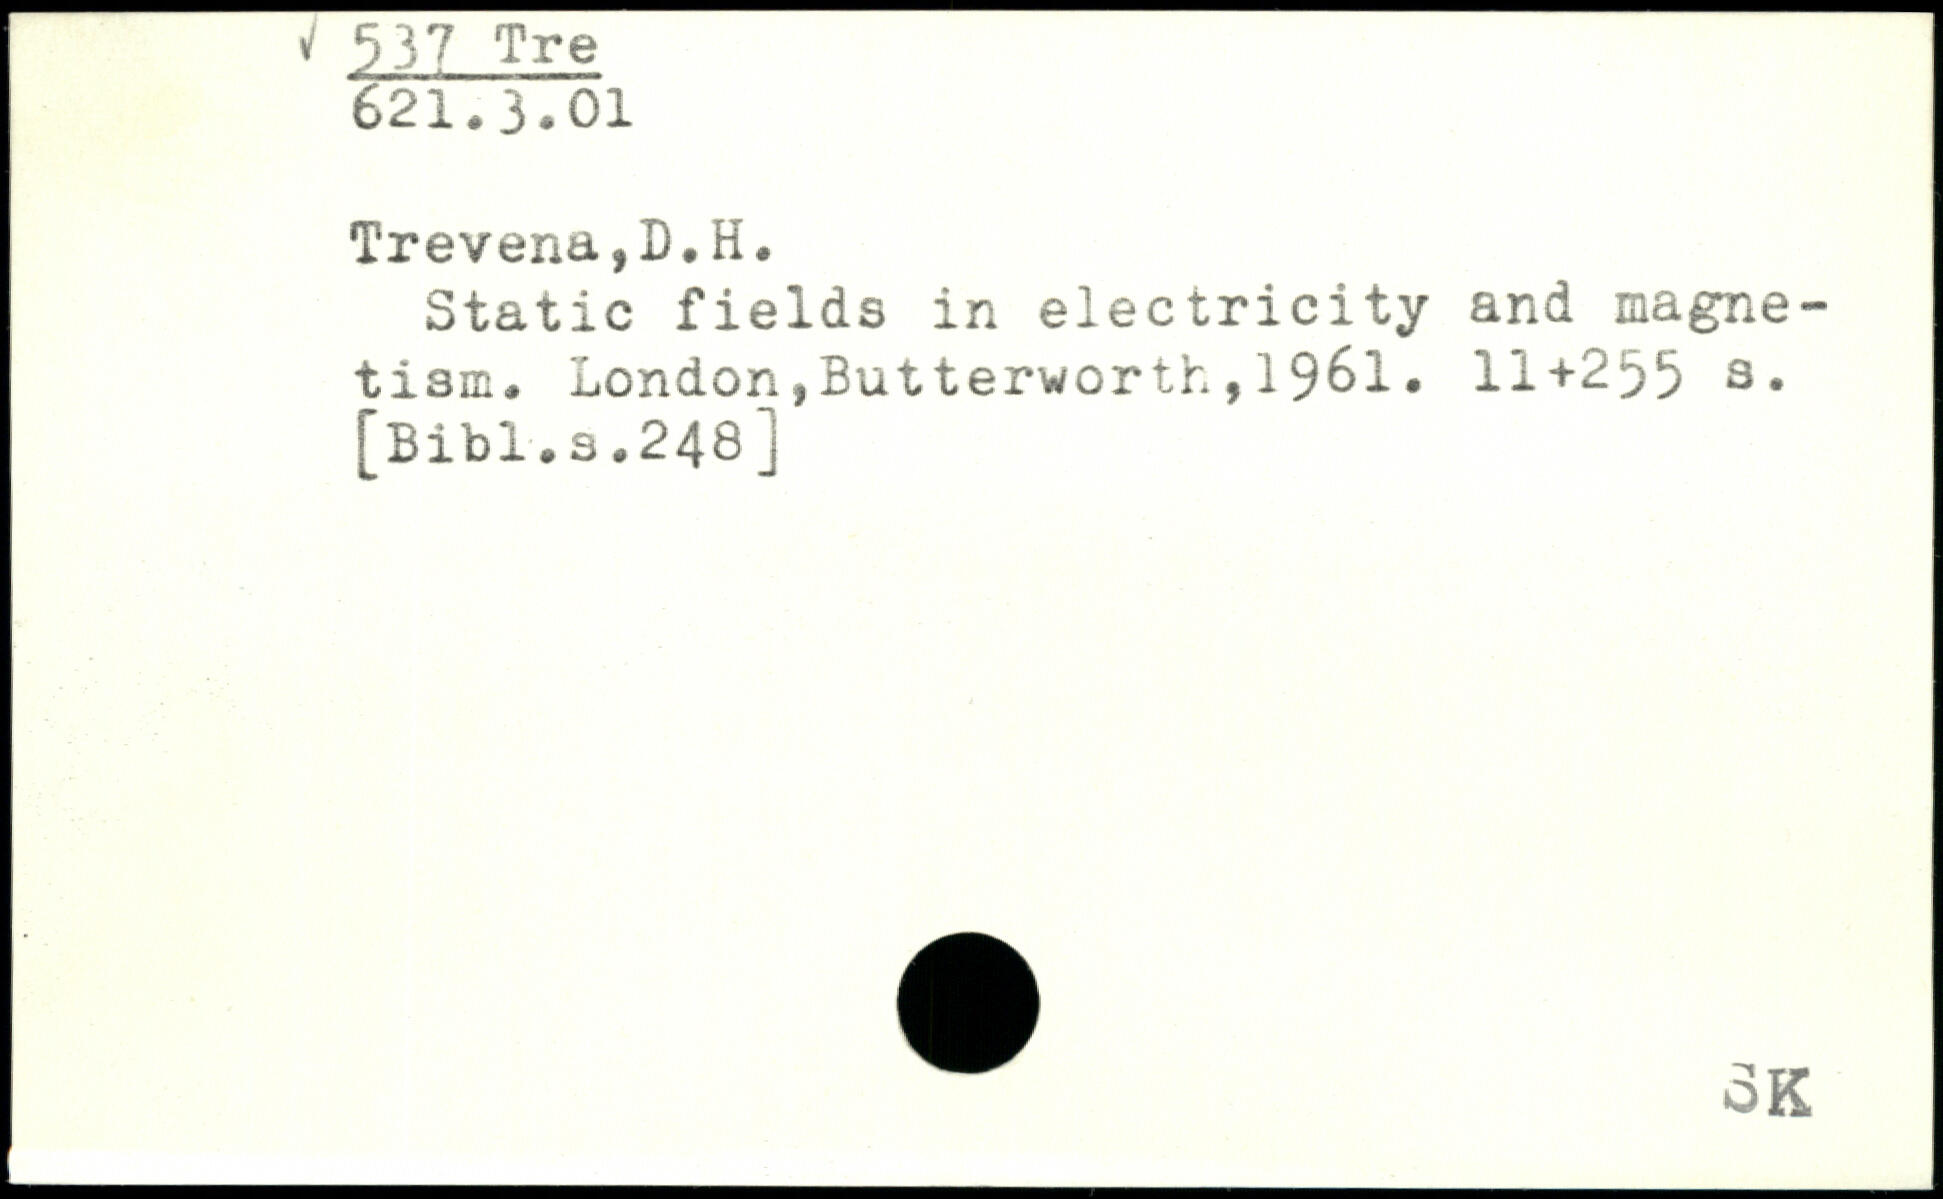 √ 537 Tre
621.3.01
Trevena,D.H.
Static fields in electricity and magne-
tism. London,Butterworth,1961. 11+255 s.
[Bibl.s.248]
SK